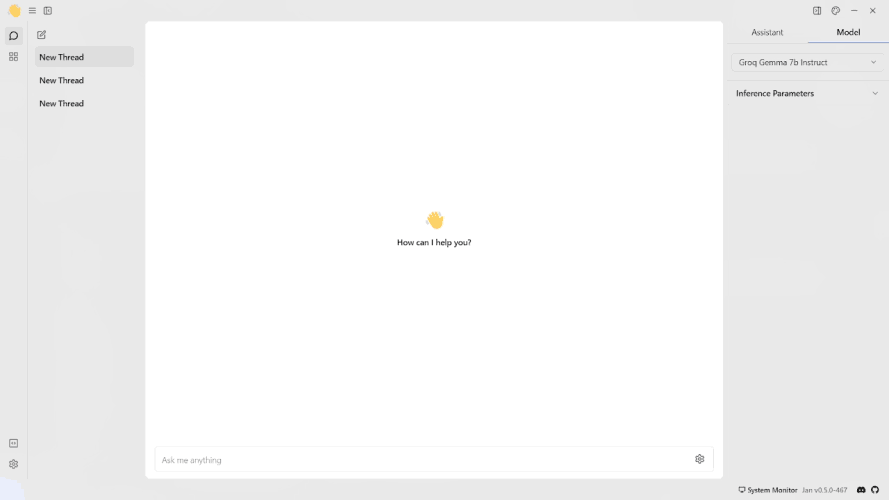 Assistant
Model
New Thread
New Thread
New Thread
Groq Gemma 7b Instruct
Inference Parameters
How can I help you?
Ask me anything
System Monitor Jan v0.5.0-467